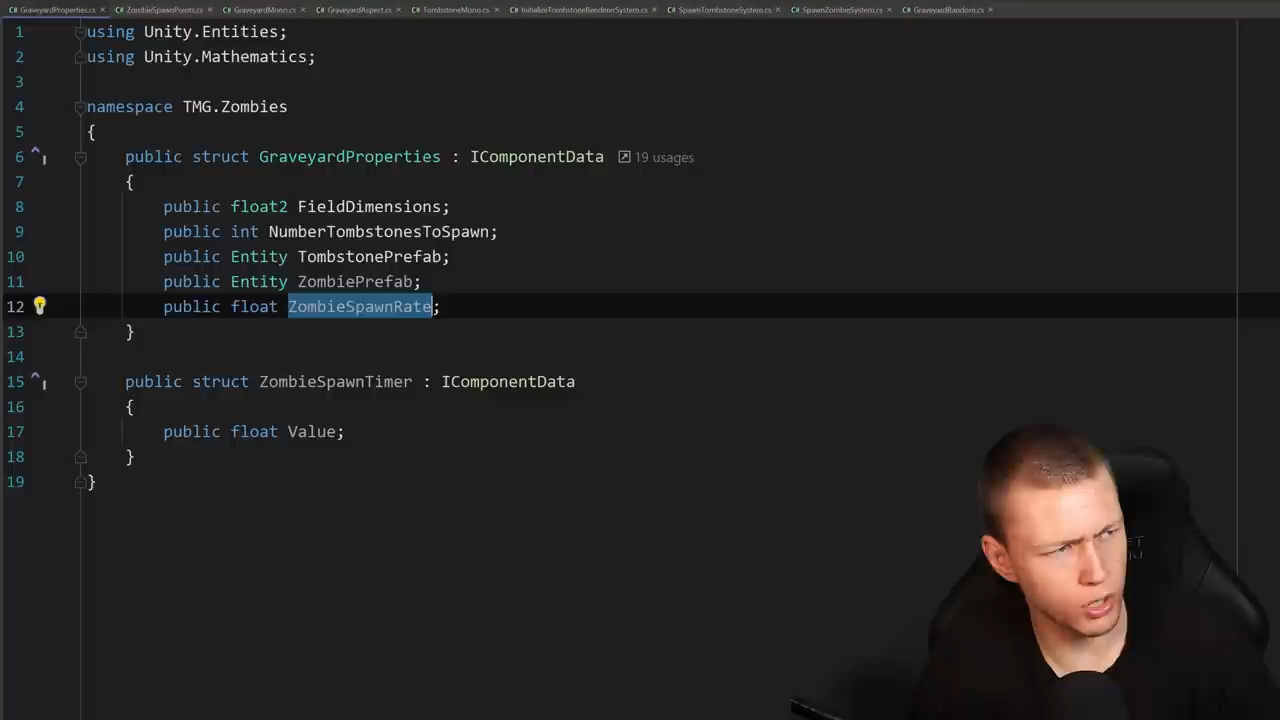 GraveyardProperties.cs ZombieSpawnPoints.cs GraveyardMono.cs GraveyardAspect.cs TombstoneMono.cs InitializeTombstoneRendererSystem.cs SpawnTombstoneSystem.cs SpawnZombieSystem.cs GraveyardRandom.cs
1 using Unity.Entities;
2 using Unity.Mathematics;
3
4 namespace TMG.Zombies
5 {
6 public struct GraveyardProperties : IComponentData 19 usages
7 {
8 public float2 FieldDimensions;
9 public int NumberTombstonesToSpawn;
10 public Entity TombstonePrefab;
11 public Entity ZombiePrefab;
12 public float ZombieSpawnRate;
13 }
14
15 public struct ZombieSpawnTimer : IComponentData
16 {
17 public float Value;
18 }
19 }